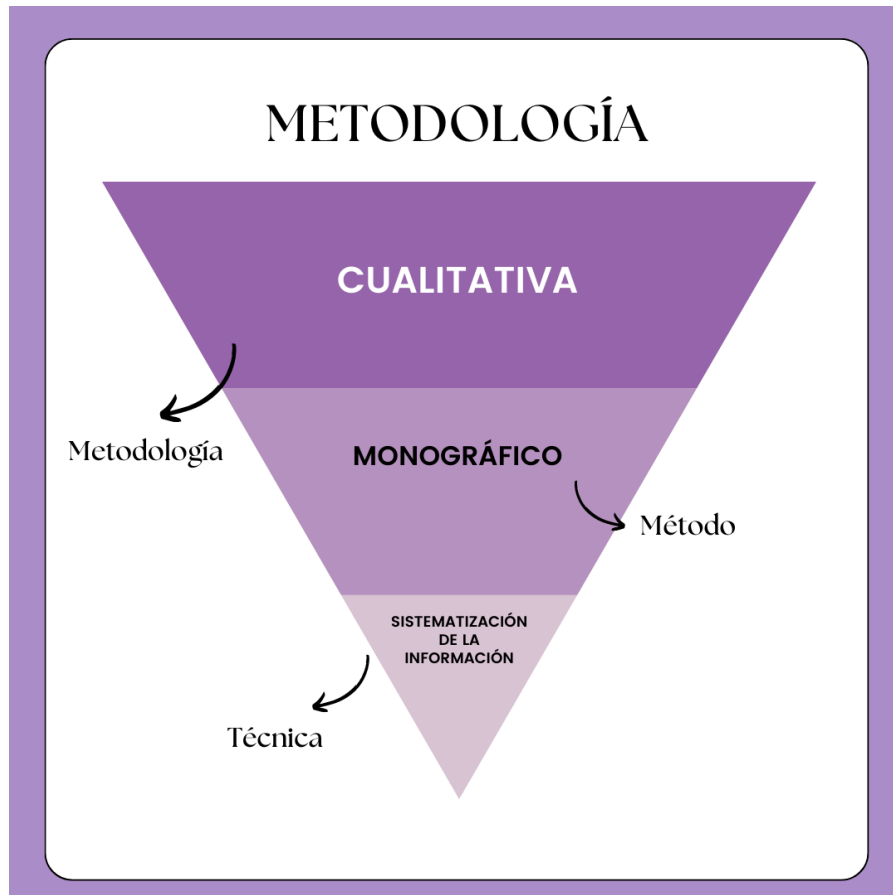 METODOLOGÍA
CUALITATIVA
Metodología
MONOGRÁFICO
Método
SISTEMATIZACIÓN
DE LA
INFORMACIÓN
Técnica